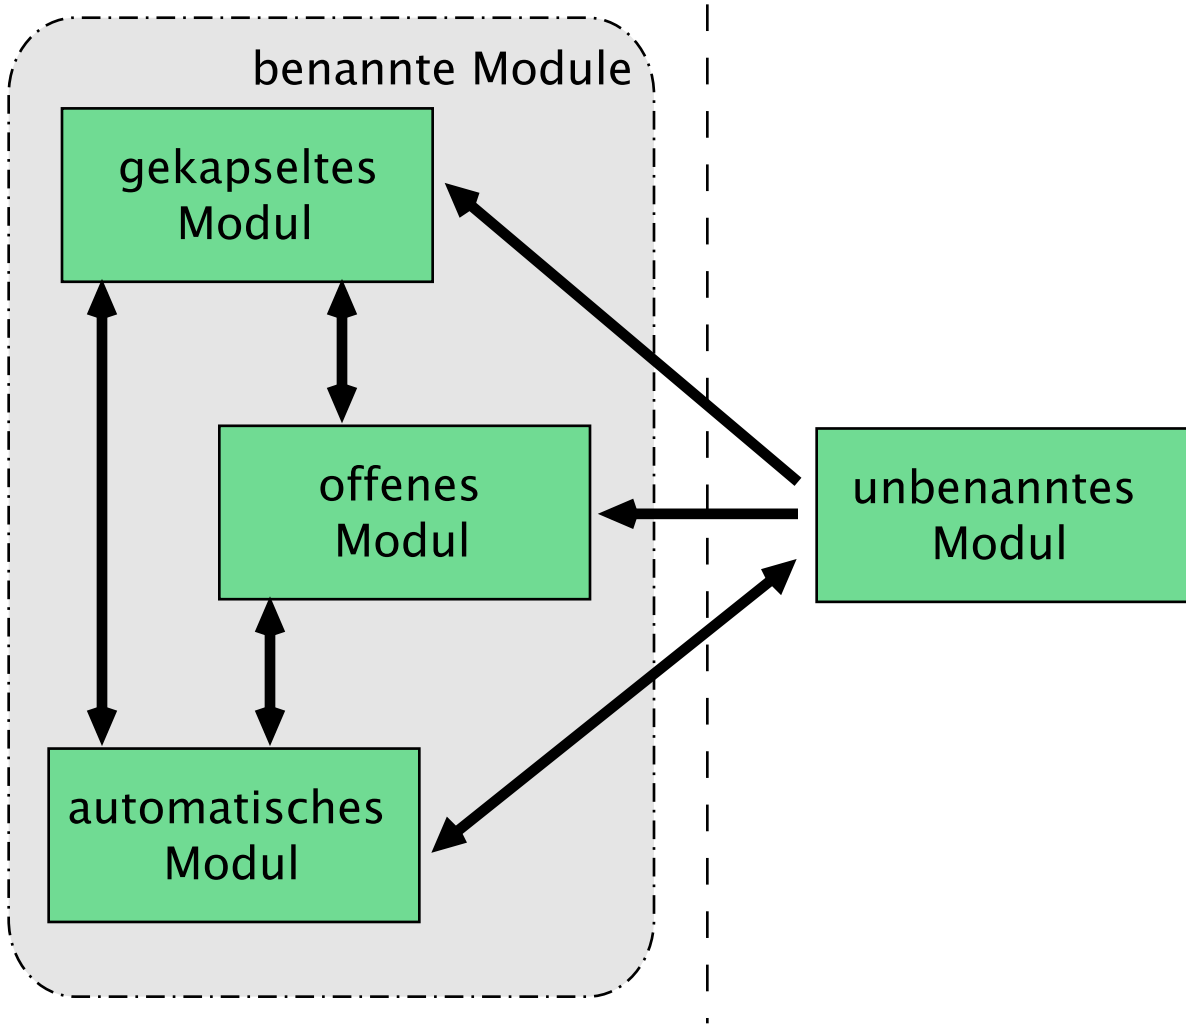 benannte Module
gekapseltes
Modul
offenes
Modul
unbenanntes
Modul
automatisches
Modul